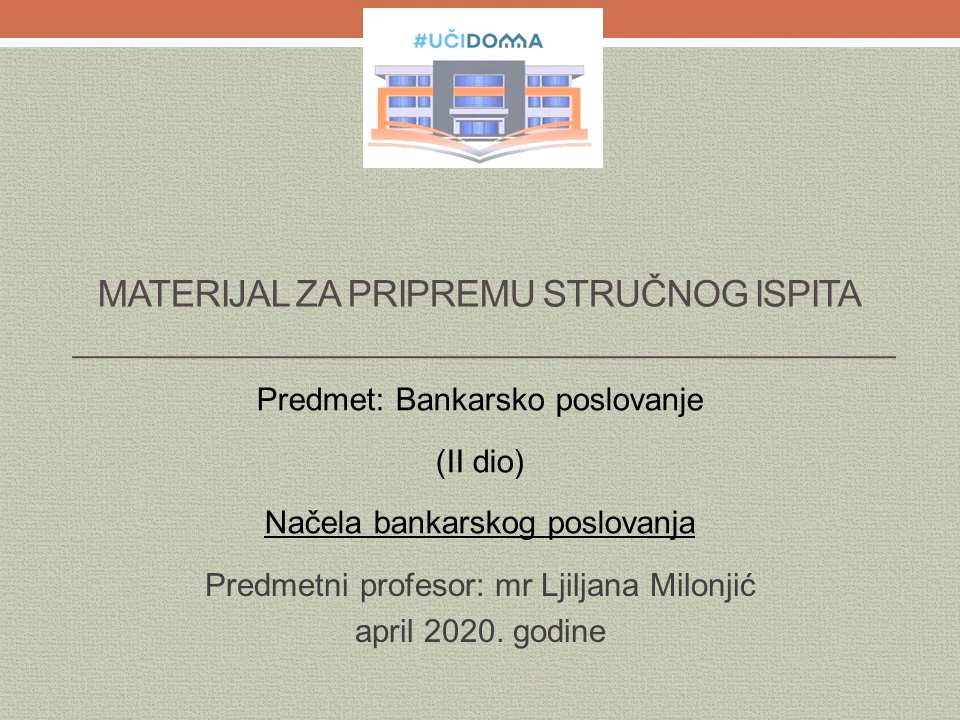 #UČIDOMA
MATERIJAL ZA PRIPREMU STRUČNOG ISPITA
Predmet: Bankarsko poslovanje
(II dio)
Načela bankarskog poslovanja
Predmetni profesor: mr Ljiljana Milonjić
april 2020. godine